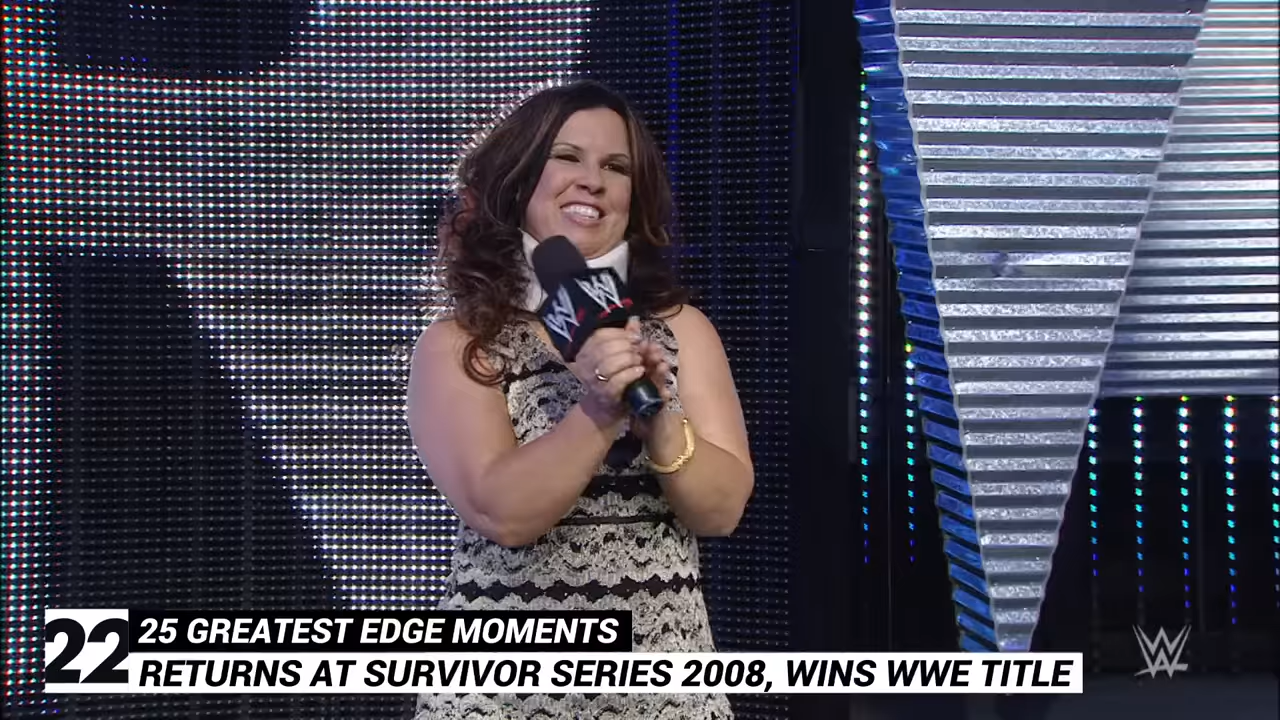 22
25 GREATEST EDGE MOMENTS
RETURNS AT SURVIVOR SERIES 2008, WINS WWE TITLE